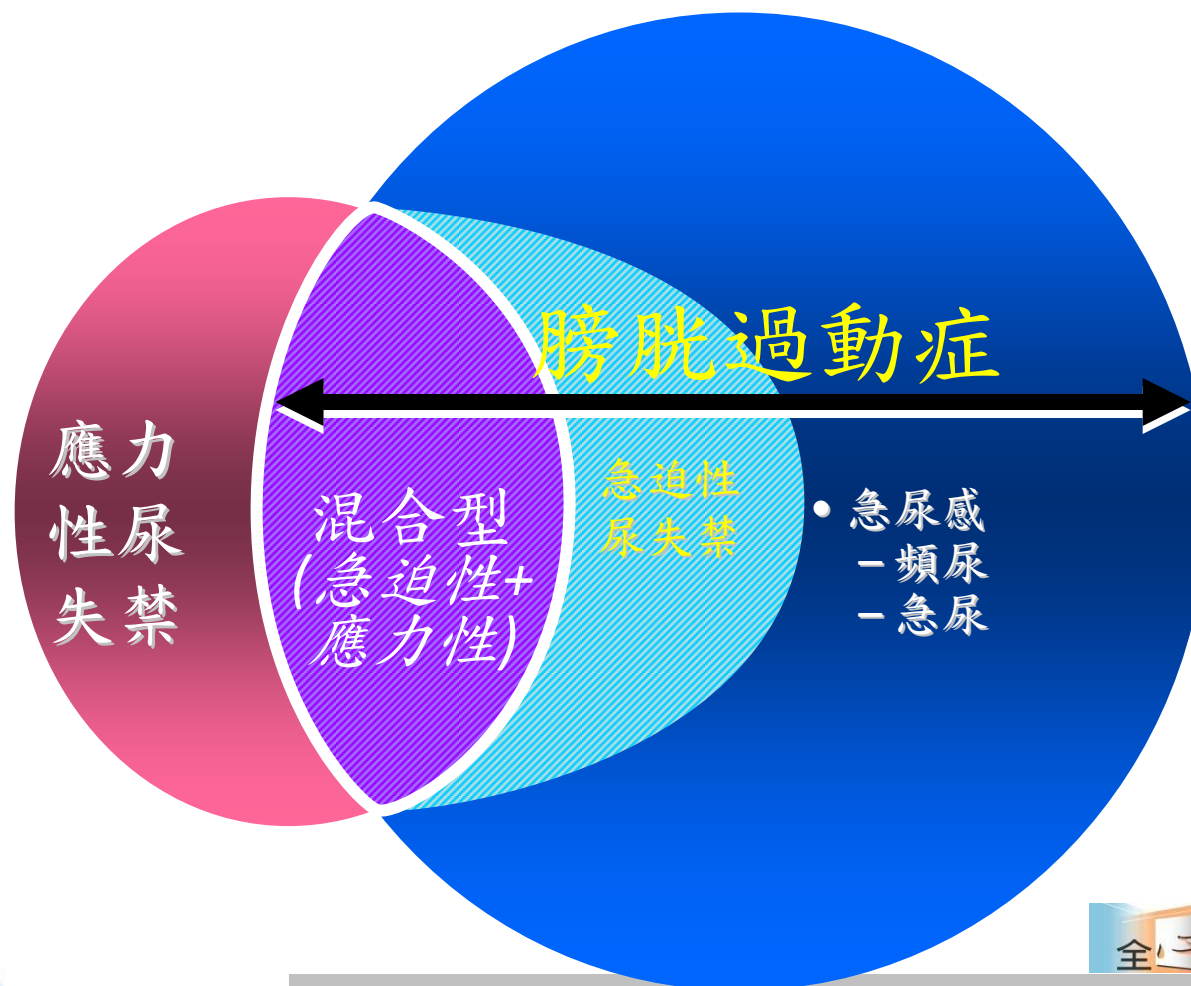 膀胱過動症
應力
性尿
失禁
混合型
(急迫性+
應力性)
急迫性
尿失禁
• 急尿感
– 頻尿
– 急尿
全